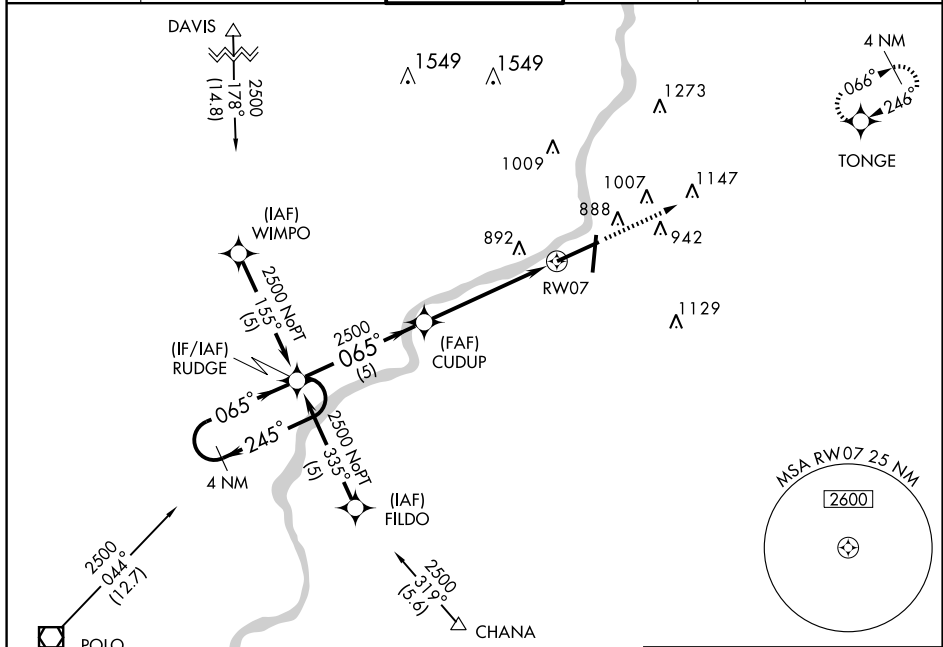 DAVIS
2500
178°
(14.8)
1549
1549
1273
4 NM
066°
246°
TONGE
1009
1007
1147
888
942
892
RW07
1129
(IAF)
WIMPO
2500 NoPT
155°
(5)
(IF/IAF)
RUDGE
2500
065°
(5)
(FAF)
CUDUP
065°
245°
4 NM
2500 NoPT
335°
(5)
(IAF)
FILDO
MSA RW07 25 NM
2600
2500
044°
(12.7)
2500
319°
(5.6)
CHANA
POLO